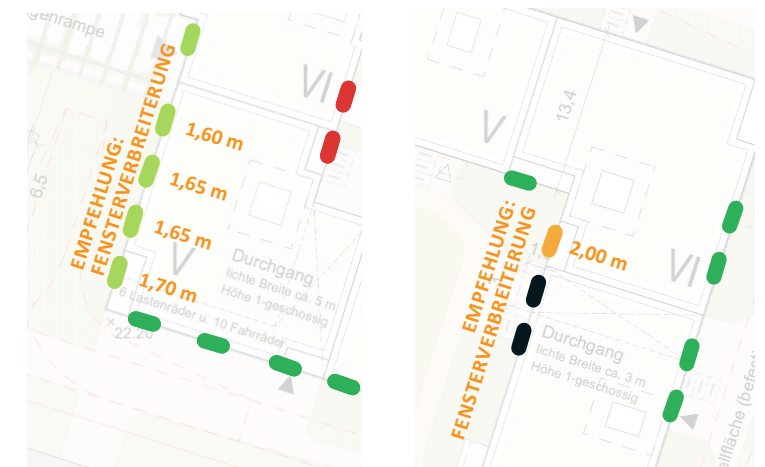 genrampe
VI
EMPFEHLUNG:
FENSTERVERBREITERUNG
1,60 m
1,65 m
1,65 m
1,70 m
6,5
V
Durchgang
lichte Breite ca. 5 m
Höhe 1-geschossig
8 Lastenräder u. 10 Fahrräder
22.20
13,4
V
EMPFEHLUNG:
FENSTERVERBREITERUNG
2,00 m
VI
Durchgang
lichte Breite ca. 3 m
Höhe 1-geschossig
ellfläche (befest